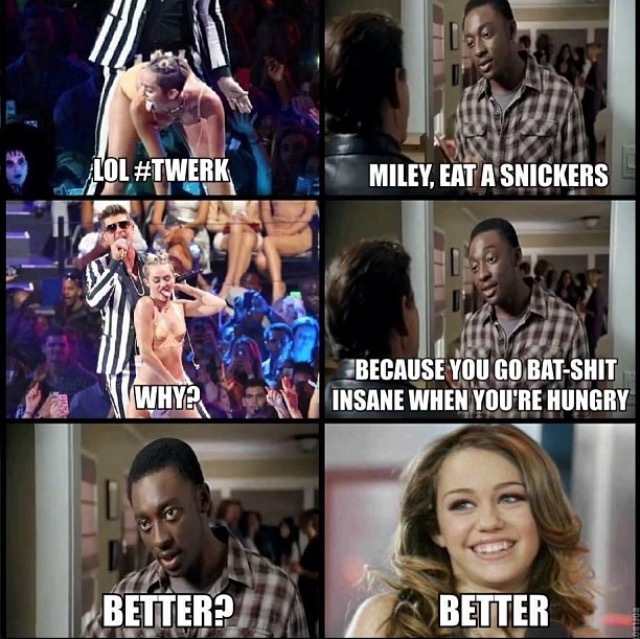 LOL #TWERK
MILEY, EAT A SNICKERS
WHY?
BECAUSE YOU GO BAT-SHIT
INSANE WHEN YOU'RE HUNGRY
BETTER?
BETTER